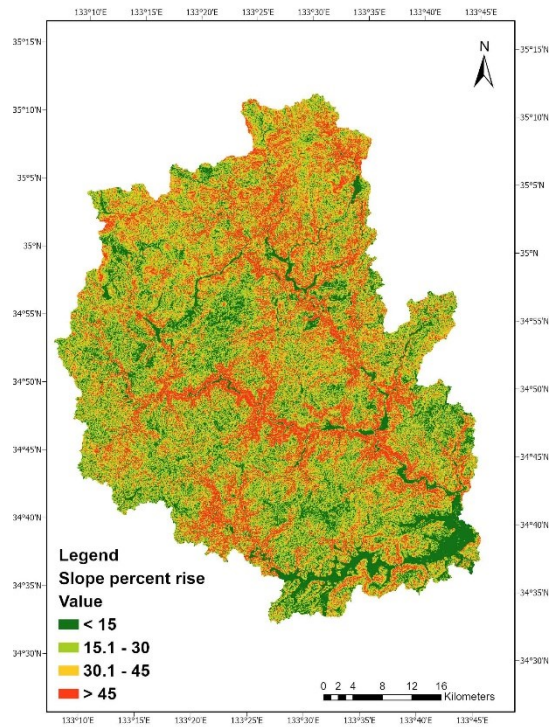 133°10'E 133°15'E 133°20'E 133°25'E 133°30'E 133°35'E 133°40'E 133°45'E
35°15'N 35°15'N
N
35°10'N 35°10'N
35°5'N 35°5'N
35°N 35°N
34°55'N 34°55'N
34°50'N 34°50'N
34°45'N 34°45'N
34°40'N 34°40'N
Legend
Slope percent rise
34°35'N 34°35'N
Value
< 15
15.1 - 30
34°30'N 34°30'N
30.1 - 45
> 45
0 2 4 8 12 16
Kilometers
133°10'E 133°15'E 133°20'E 133°25'E 133°30'E 133°35'E 133°40'E 133°45'E